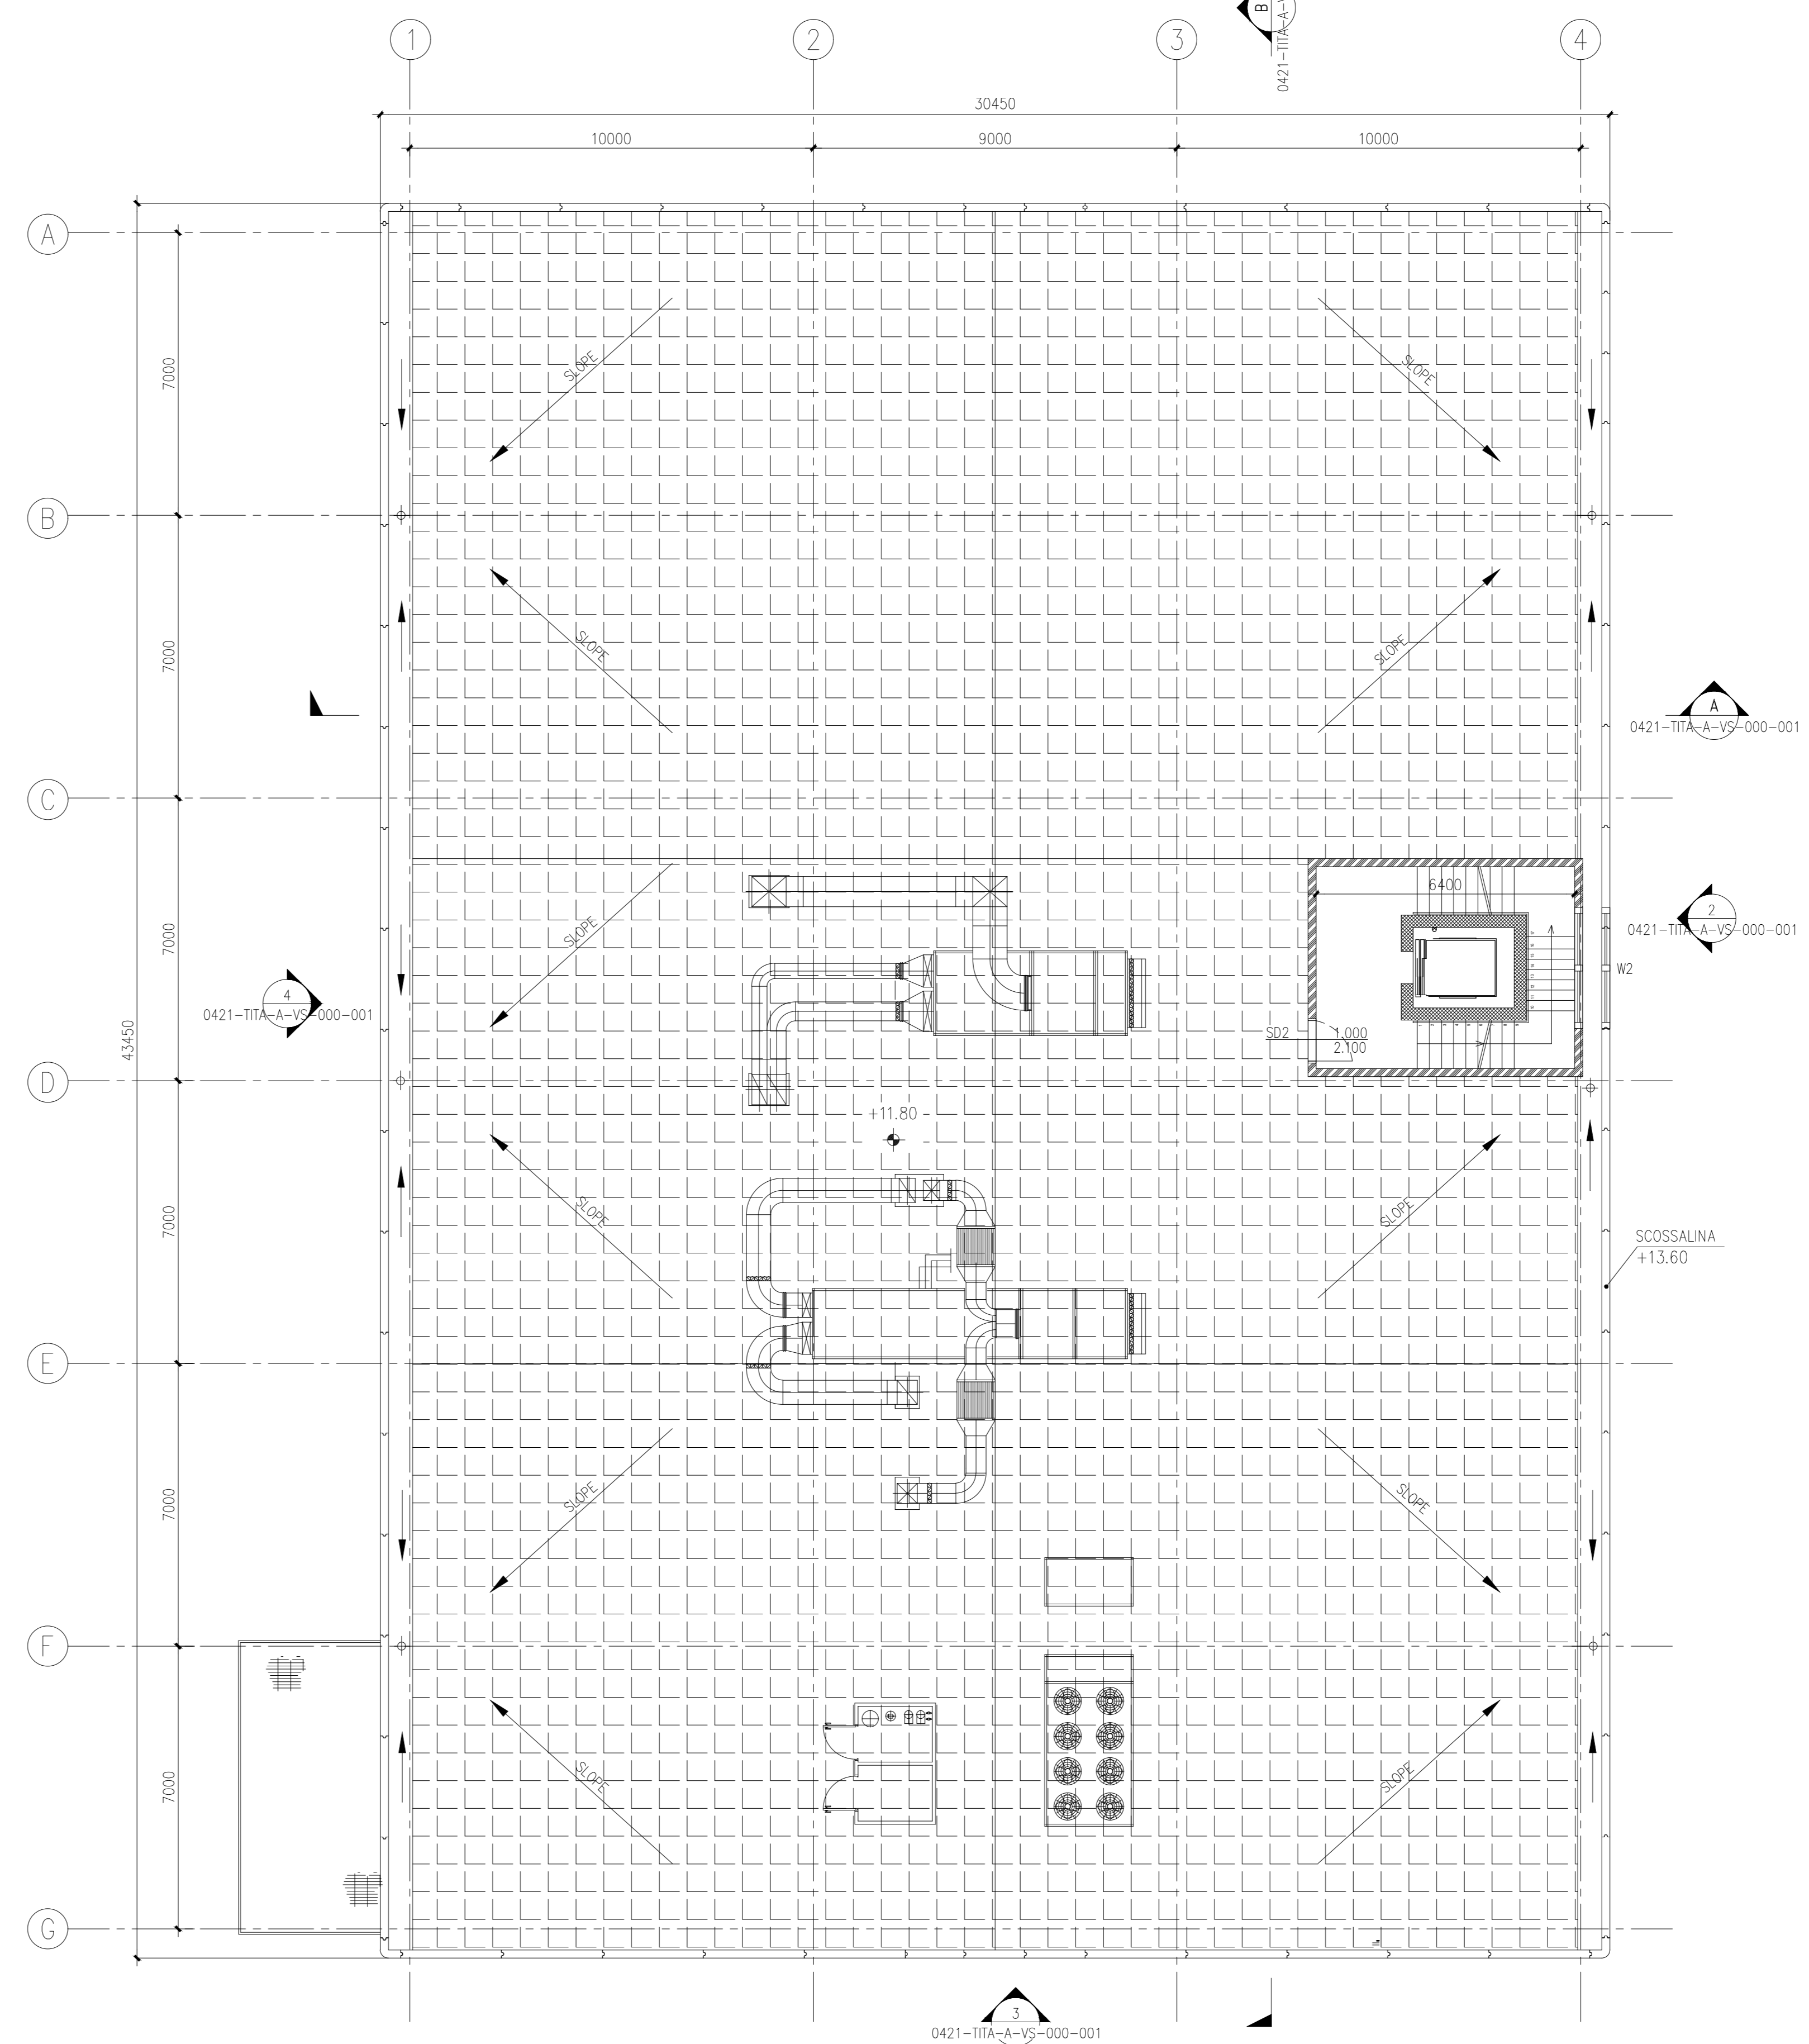 B
0421-TITA-A-V
1
2
3
4
30450
10000
9000
10000
A
7000
SLOPE
SLOPE
B
7000
SLOPE
SLOPE
A
0421-TITA-A-VS-000-001
C
6400
7000
SLOPE
2
0421-TITA-A-VS-000-001
W2
4
0421-TITA-A-VS-000-001
43450
SD2
1.000
2.100
D
+11.80
7000
SLOPE
SLOPE
SCOSSALINA
+13.60
E
7000
SLOPE
SLOPE
F
7000
SLOPE
SLOPE
G
3
0421-TITA-A-VS-000-001